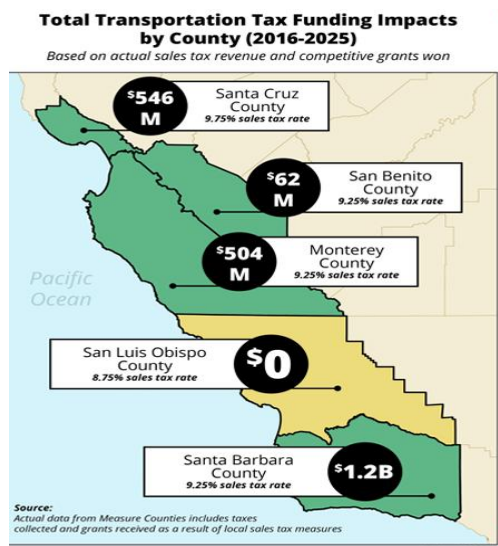 Total Transportation Tax Funding Impacts
by County (2016-2025)
Based on actual sales tax revenue and competitive grants won
$546
M
Santa Cruz
County
9.75% sales tax rate
$62
M
San Benito
County
9.25% sales tax rate
$504
M
Monterey
County
9.25% sales tax rate
Pacific
Ocean
San Luis Obispo
County
8.75% sales tax rate
$0
Santa Barbara
County
9.25% sales tax rate
$1.2B
Source:
Actual data from Measure Counties includes taxes
collected and grants received as a result of local sales tax measures